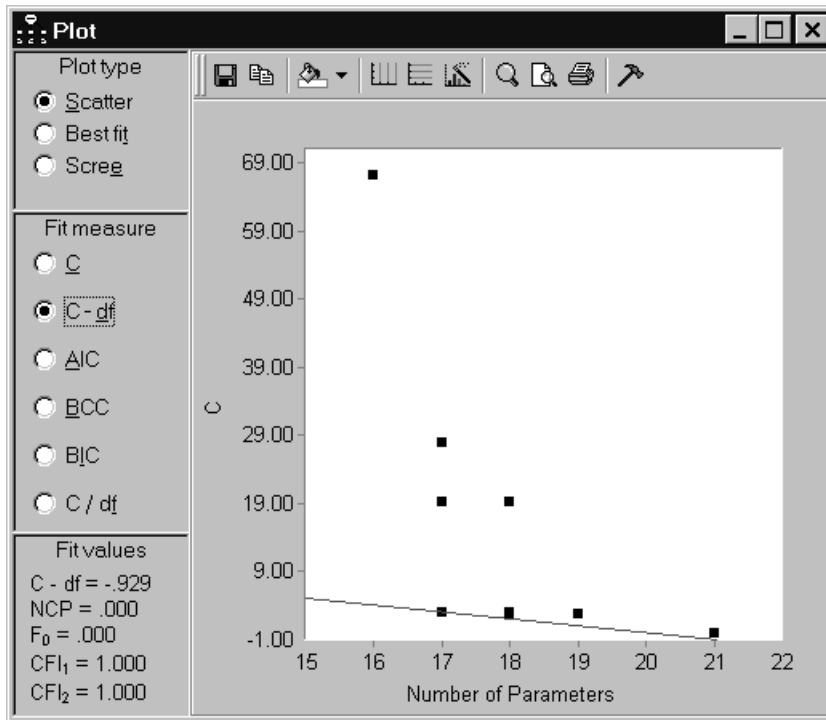 Plot
Plot type
Scatter
Best fit
Scree
Fit measure
C
C - df
AIC
BCC
BIC
C / df
Fit values
C - df = -.929
NCP = .000
F₀ = .000
CFI₁ = 1.000
CFI₂ = 1.000
69.00
59.00
49.00
39.00
29.00
19.00
9.00
-1.00
C
15 16 17 18 19 20 21 22
Number of Parameters